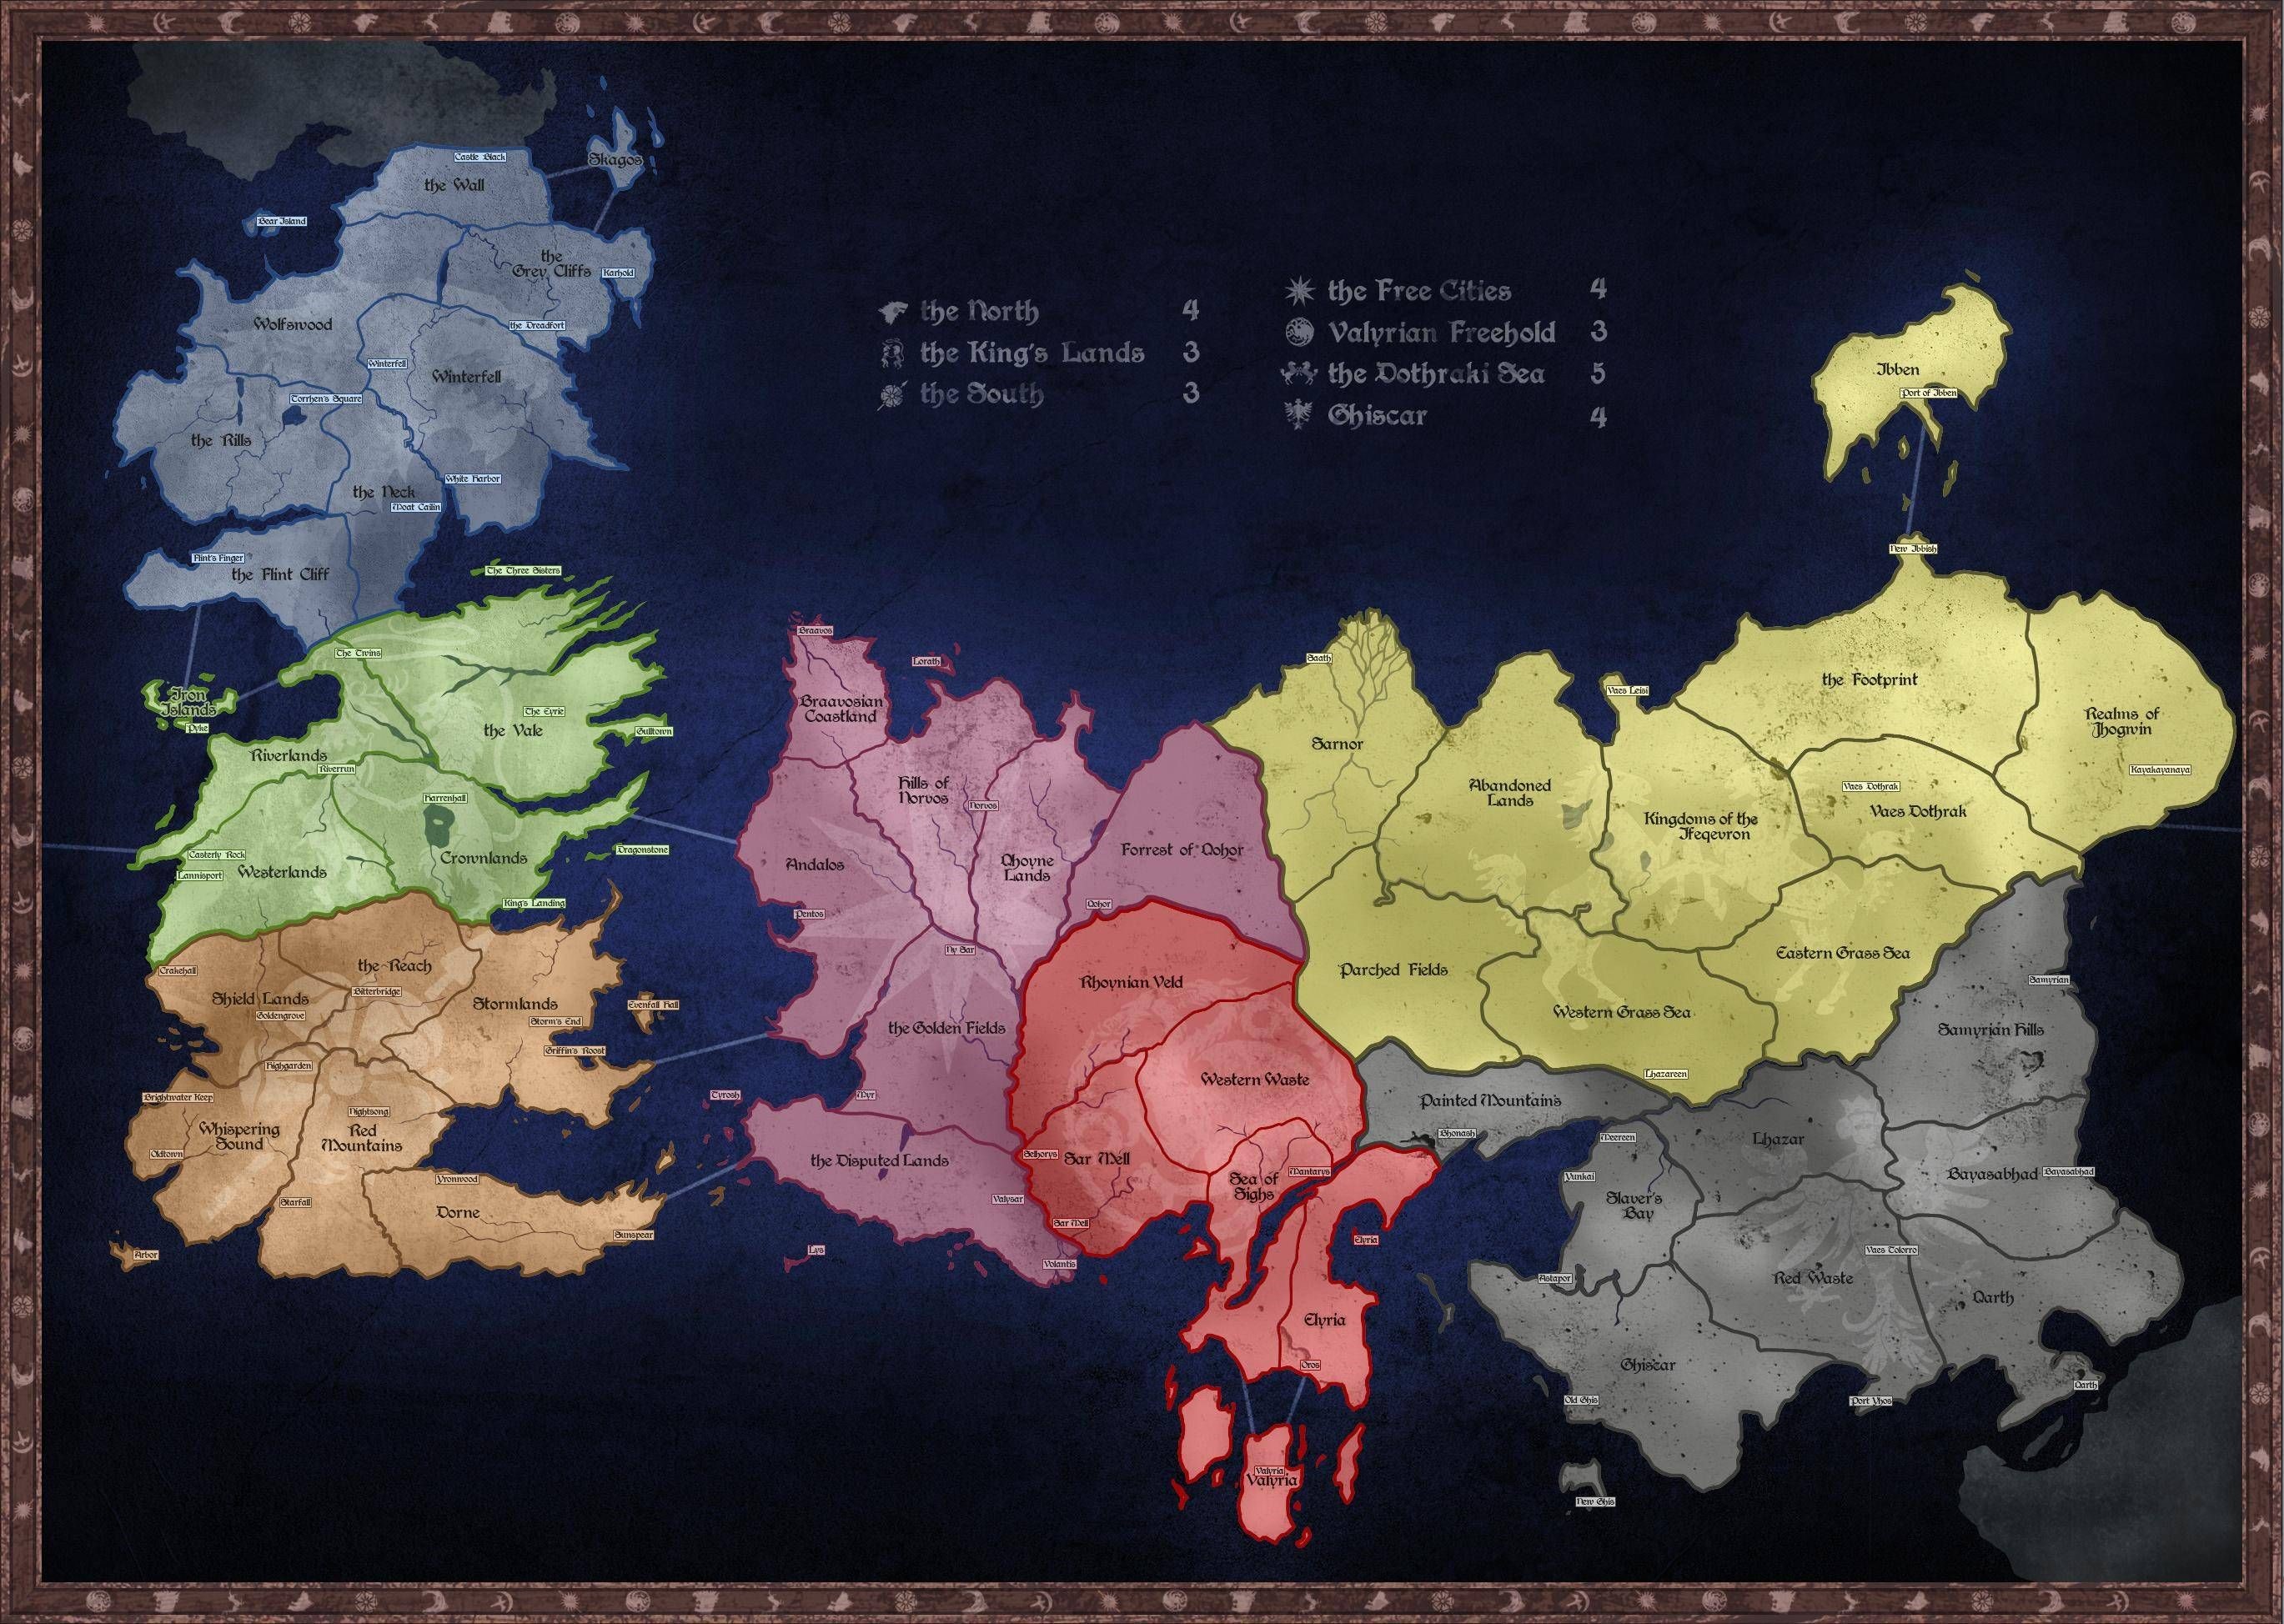 the North 4
the King's Lands 3
the South 3
the Free Cities 4
Valyrian Freehold 3
the Dothraki Sea 5
Ghiscar 4
Castle Black
the Wall
Skagos
Bear Island
the
Grey Cliffs
Karhold
Wolfswood
the Dreadfort
Winterfell
Winterfell
Torrhen's Square
the Rills
White Harbor
the Neck
Moat Cailin
Flint's Finger
the Flint Cliff
The Three Sisters
The Twins
Iron
Islands
Pyke
The Eyrie
the Vale
Gulltown
Riverlands
Riverrun
Harrenhall
Casterly Rock
Lannisport
Westerlands
Crownlands
Dragonstone
King's Landing
Crakehall
the Reach
Shield Lands
Bitterbridge
Goldengrove
Stormlands
Evenfall Hall
Storm's End
Griffin's Roost
Highgarden
Brightwater Keep
Nightsong
Whispering
Sound
Red
Mountains
Oldtown
Yronwood
Starfall
Dorne
Sunspear
Arbor
Braavos
Lorath
Braavosian
Coastland
Hills of
Norvos
Norvos
Andalos
Qhoyne
Lands
Forrest of Qohor
Pentos
Qohor
Ny Sar
the Golden Fields
Tyrosh
Myr
the Disputed Lands
Valysar
Lys
Volantis
Rhoynian Veld
Western Waste
Selhorys
Sar Mell
Sea of
Sighs
Mantarys
Sar Mell
Elyria
Elyria
Oros
Valyria
Valyria
Ibben
Port of Ibben
New Ibbish
Saath
Vaes Leisi
the Footprint
Sarnor
Realms of
Jhogwin
Kayakayanaya
Abandoned
Lands
Vaes Dothrak
Vaes Dothrak
Kingdoms of the
Ifeqevron
Parched Fields
Eastern Grass Sea
Western Grass Sea
Lhazareen
Samyrian
Samyrian Hills
Painted Mountains
Bhorash
Meereen
Lhazar
Yunkai
Slaver's
Bay
Bayasabhad
Bayasabhad
Vaes Tolorro
Astapor
Red Waste
Qarth
Ghiscar
Old Ghis
Port Yhos
Qarth
New Ghis